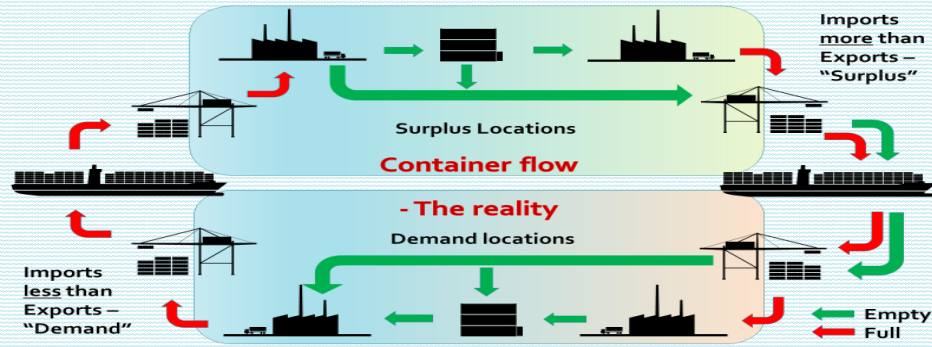 Imports
more than
Exports –
“Surplus”
Surplus Locations
Container flow
- The reality
Demand locations
Imports
less than
Exports –
“Demand”
Empty
Full